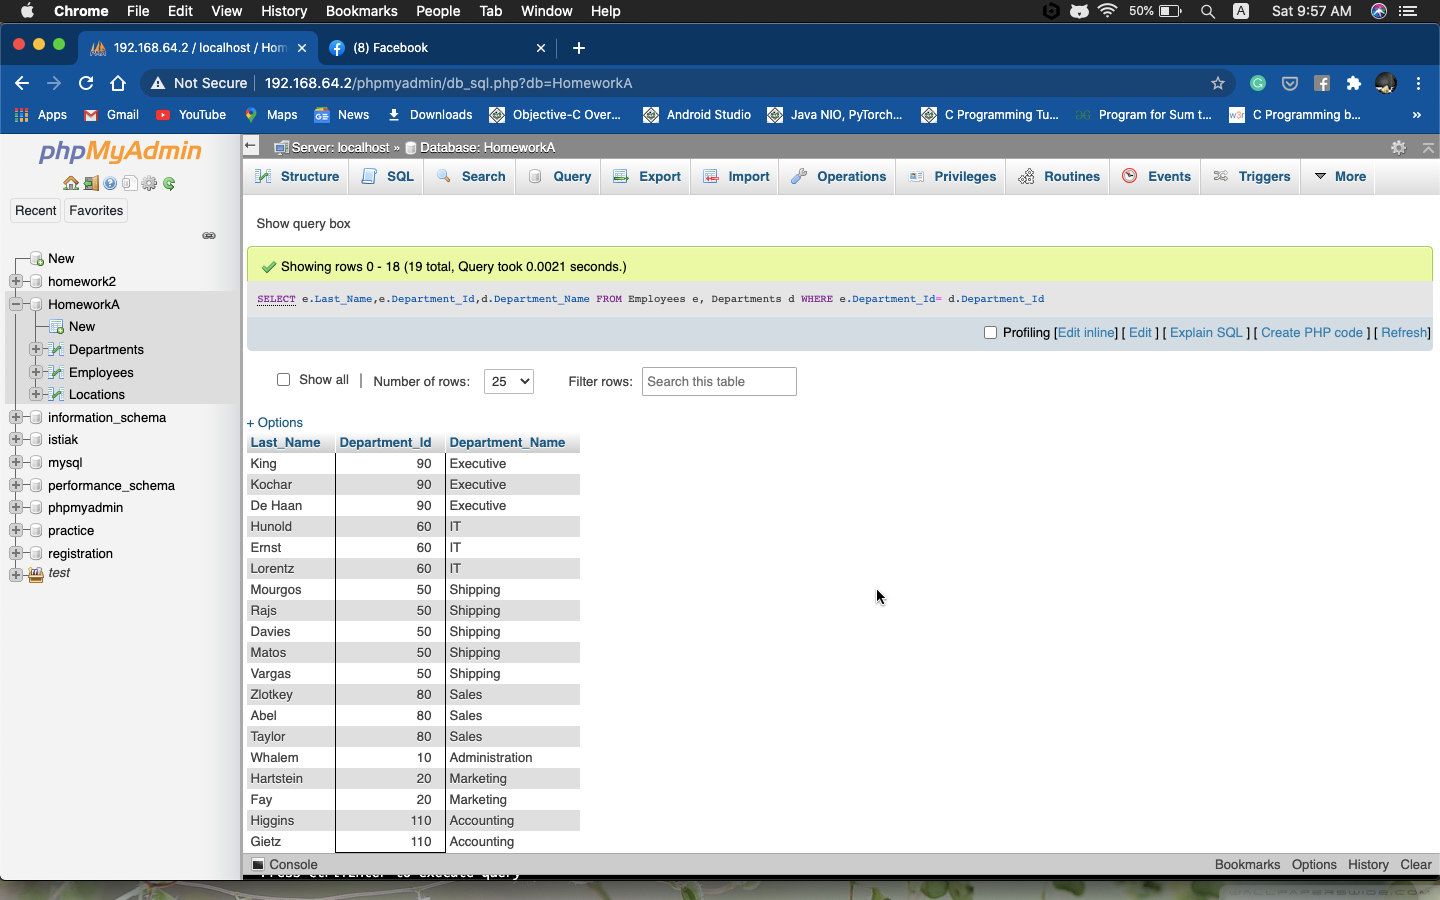 Chrome File Edit View History Bookmarks People Tab Window Help 50% A Sat 9:57 AM
192.168.64.2 / localhost / Hom
(8) Facebook
Not Secure 192.168.64.2/phpmyadmin/db_sql.php?db=HomeworkA
Apps Gmail YouTube Maps News Downloads Objective-C Over... Android Studio Java NIO, PyTorch... C Programming Tu... Program for Sum t... C Programming b... »
phpMyAdmin
Server: localhost » Database: HomeworkA
Structure SQL Search Query Export Import Operations Privileges Routines Events Triggers More
Recent Favorites
New
homework2
HomeworkA
New
Departments
Employees
Locations
information_schema
istiak
mysql
performance_schema
phpmyadmin
practice
registration
test
Show query box
Showing rows 0 - 18 (19 total, Query took 0.0021 seconds.)
SELECT e.Last_Name,e.Department_Id,d.Department_Name FROM Employees e, Departments d WHERE e.Department_Id= d.Department_Id
Profiling [Edit inline] [ Edit ] [ Explain SQL ] [ Create PHP code ] [ Refresh]
Show all | Number of rows: 25 Filter rows: Search this table
+ Options
Last_Name Department_Id Department_Name
King 90 Executive
Kochar 90 Executive
De Haan 90 Executive
Hunold 60 IT
Ernst 60 IT
Lorentz 60 IT
Mourgos 50 Shipping
Rajs 50 Shipping
Davies 50 Shipping
Matos 50 Shipping
Vargas 50 Shipping
Zlotkey 80 Sales
Abel 80 Sales
Taylor 80 Sales
Whalem 10 Administration
Hartstein 20 Marketing
Fay 20 Marketing
Higgins 110 Accounting
Gietz 110 Accounting
Console Bookmarks Options History Clear
Press Ctrl+Enter to execute query
WALLPAPERSWIDE.COM